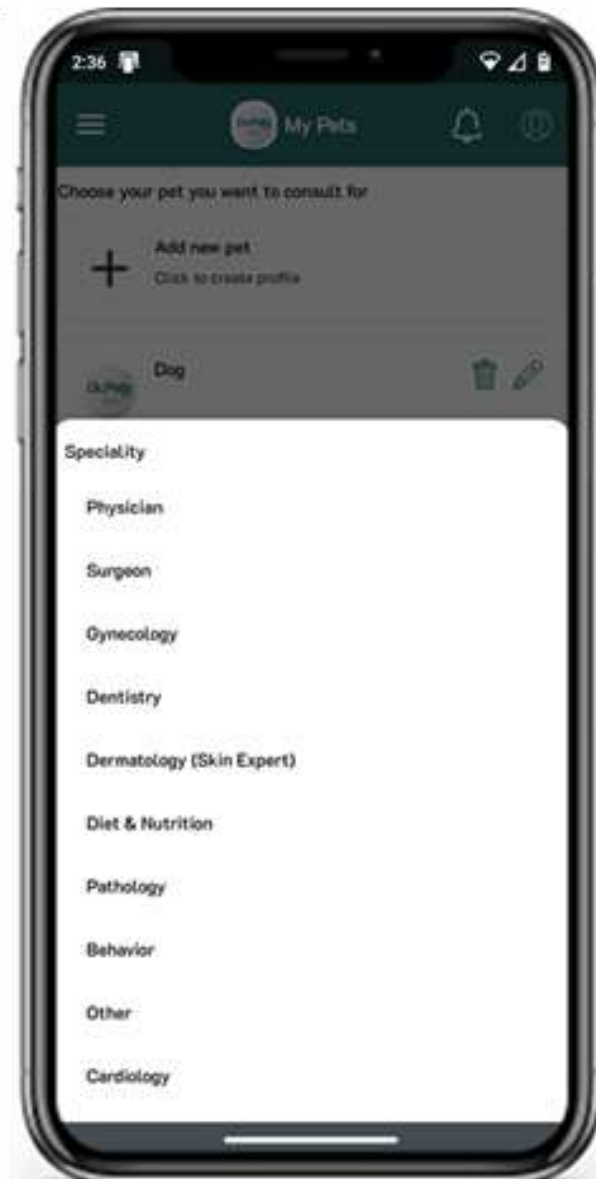 2:36
My Pets
Choose your pet you want to consult for
Add new pet
Click to create profile
Dog
Speciality
Physician
Surgeon
Gynecology
Dentistry
Dermatology (Skin Expert)
Diet & Nutrition
Pathology
Behavior
Other
Cardiology